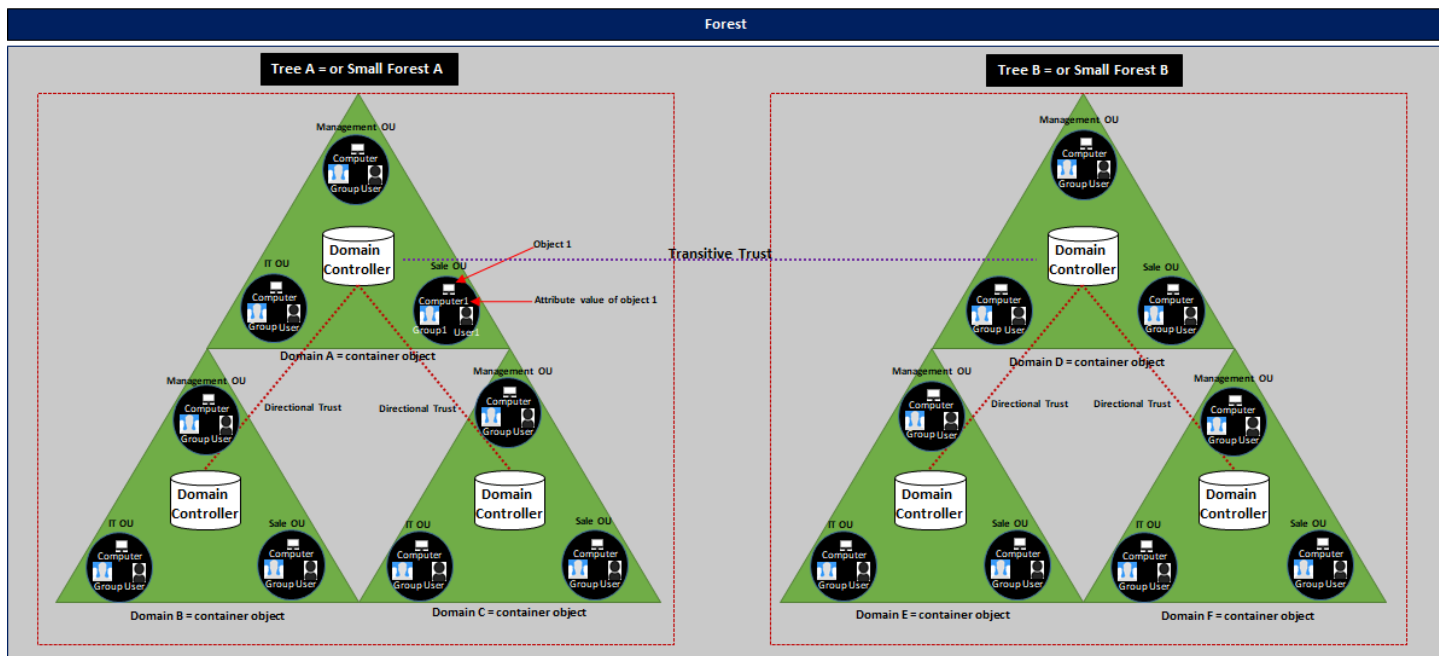 Forest
Tree A = or Small Forest A
Tree B = or Small Forest B
Management OU
Computer
Group User
Domain
Controller
IT OU
Computer
Group User
Sale OU
Computer1
Group1
User1
Object 1
Attribute value of object 1
Domain A = container object
Transitive Trust
Management OU
Computer
Group User
Domain
Controller
Computer
Group User
Sale OU
Computer
Group User
Domain D = container object
Management OU
Computer
Group User
Directional Trust
Directional Trust
Management OU
Computer
Group User
Management OU
Computer
Group User
Directional Trust
Directional Trust
Management OU
Computer
Group User
Domain
Controller
IT OU
Computer
Group User
Sale OU
Computer
Group User
Domain B = container object
Domain
Controller
IT OU
Computer
Group User
Sale OU
Computer
Group User
Domain C = container object
Domain
Controller
IT OU
Computer
Group User
Sale OU
Computer
Group User
Domain E = container object
Domain
Controller
IT OU
Computer
Group User
Sale OU
Computer
Group User
Domain F = container object